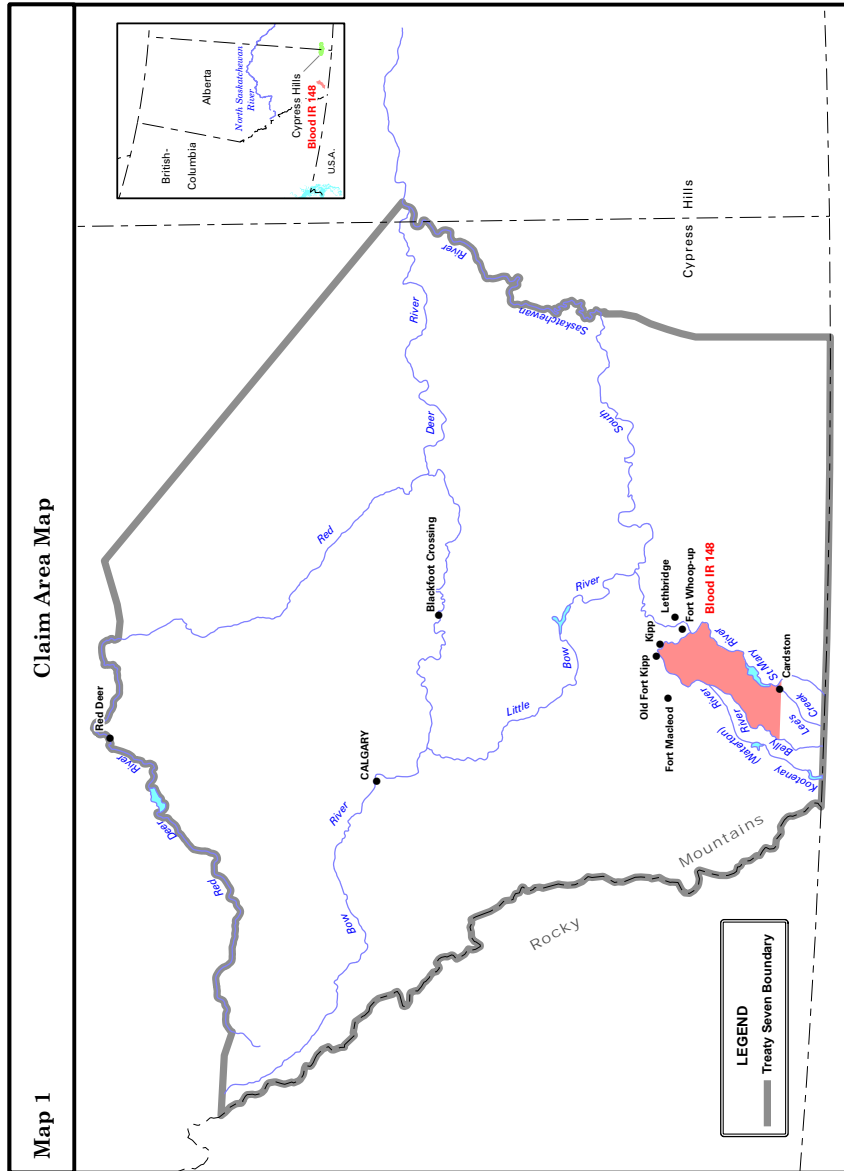 Map 1
Claim Area Map
British-
Columbia
Alberta
North Saskatchewan
River
Cypress Hills
Blood IR 148
U.S.A.
Red Deer
River
Deer
Red
Red
Deer
River
River
Saskatchewan
South
Cypress Hills
Blackfoot Crossing
CALGARY
River
Bow
Little
Bow
River
Lethbridge
Fort Whoop-up
Kipp
Old Fort Kipp
Fort Macleod
Blood IR 148
St Mary
River
Cardston
Lee's
Creek
Belly
River
Kootenay
(Waterton)
River
Rocky
Mountains
LEGEND
Treaty Seven Boundary